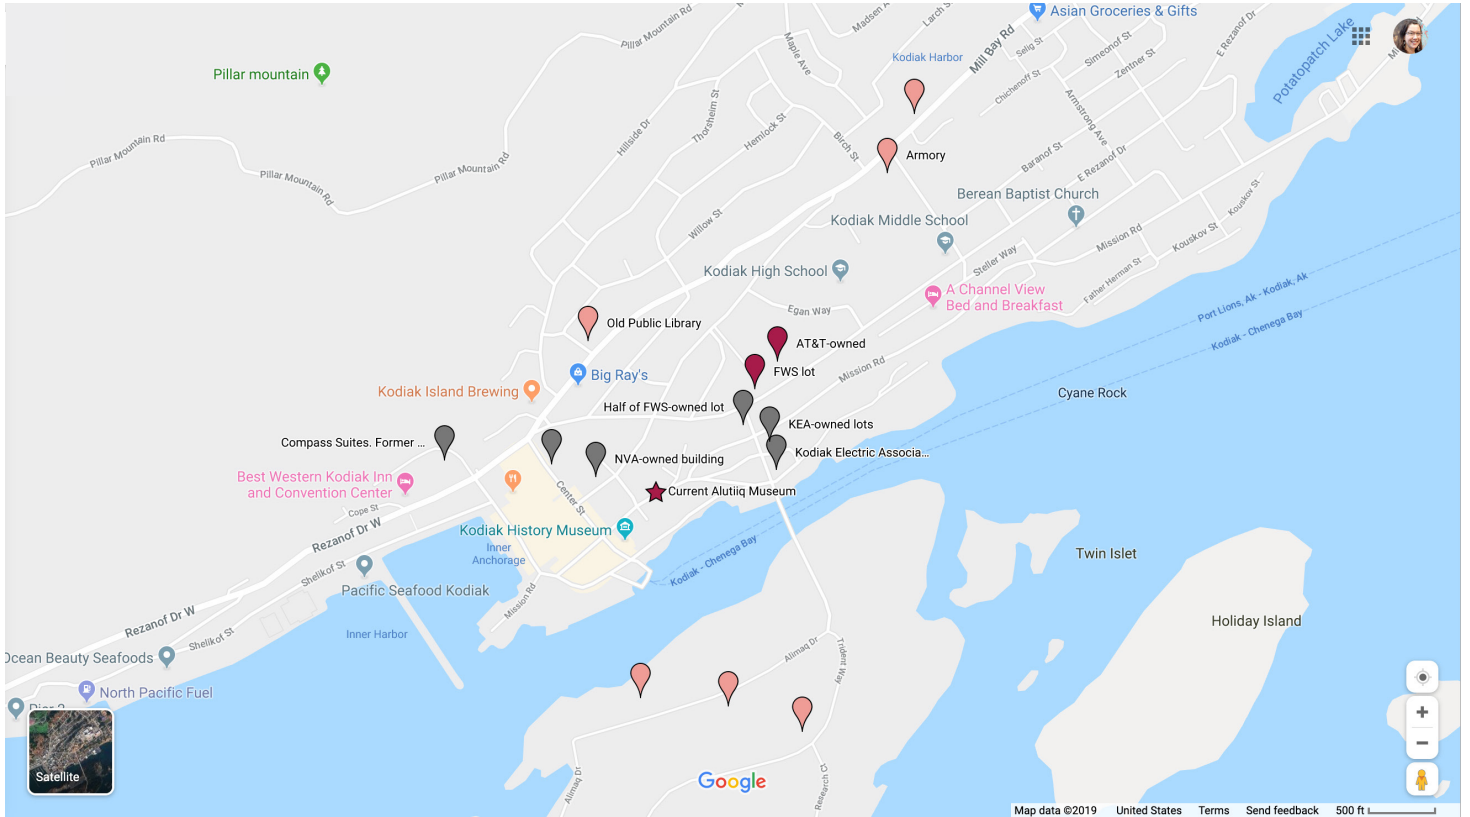 Asian Groceries & Gifts
Madsen A
Larch S
Pillar Mountain Rd
Maple Ave
Mill Bay Rd
Selig St
Simeonof St
E Rezanof Dr
Potatopatch Lake
Kodiak Harbor
Zentner St
Pillar mountain
Chichenoff St
Armstrong Ave
Thorsheim St
Hillside Dr
Hemlock St
Birch St
Pillar Mountain Rd
Armory
Baranof St
E Rezanof Dr
Pillar Mountain Rd
Pillar Mountain Rd
Berean Baptist Church
Kouskov St
Willow St
Kodiak Middle School
Mission Rd
Kouskov St
Steller Way
Kodiak High School
Father Herman St
A Channel View
Bed and Breakfast
Port Lions, Ak - Kodiak, Ak
Kodiak - Chenega Bay
Egan Way
Old Public Library
AT&T-owned
FWS lot
Mission Rd
Big Ray's
Kodiak Island Brewing
Cyane Rock
Half of FWS-owned lot
KEA-owned lots
Compass Suites. Former ...
Kodiak Electric Associa...
NVA-owned building
Best Western Kodiak Inn
and Convention Center
Current Alutiiq Museum
Center St
Cope St
Rezanof Dr W
Kodiak History Museum
Inner
Anchorage
Kodiak - Chenega Bay
Twin Islet
Shelikof St
Pacific Seafood Kodiak
Mission Rd
Rezanof Dr W
Holiday Island
Inner Harbor
Shelikof St
Alimaq Dr
Trident Way
Ocean Beauty Seafoods
North Pacific Fuel
Pier 2
Satellite
Alimaq Dr
Research Ct
Google
Map data ©2019 United States Terms Send feedback 500 ft